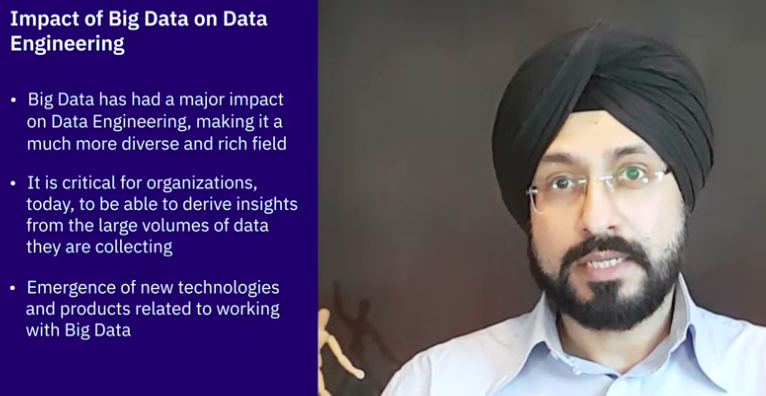 Impact of Big Data on Data
Engineering
• Big Data has had a major impact
on Data Engineering, making it a
much more diverse and rich field
• It is critical for organizations,
today, to be able to derive insights
from the large volumes of data
they are collecting
• Emergence of new technologies
and products related to working
with Big Data